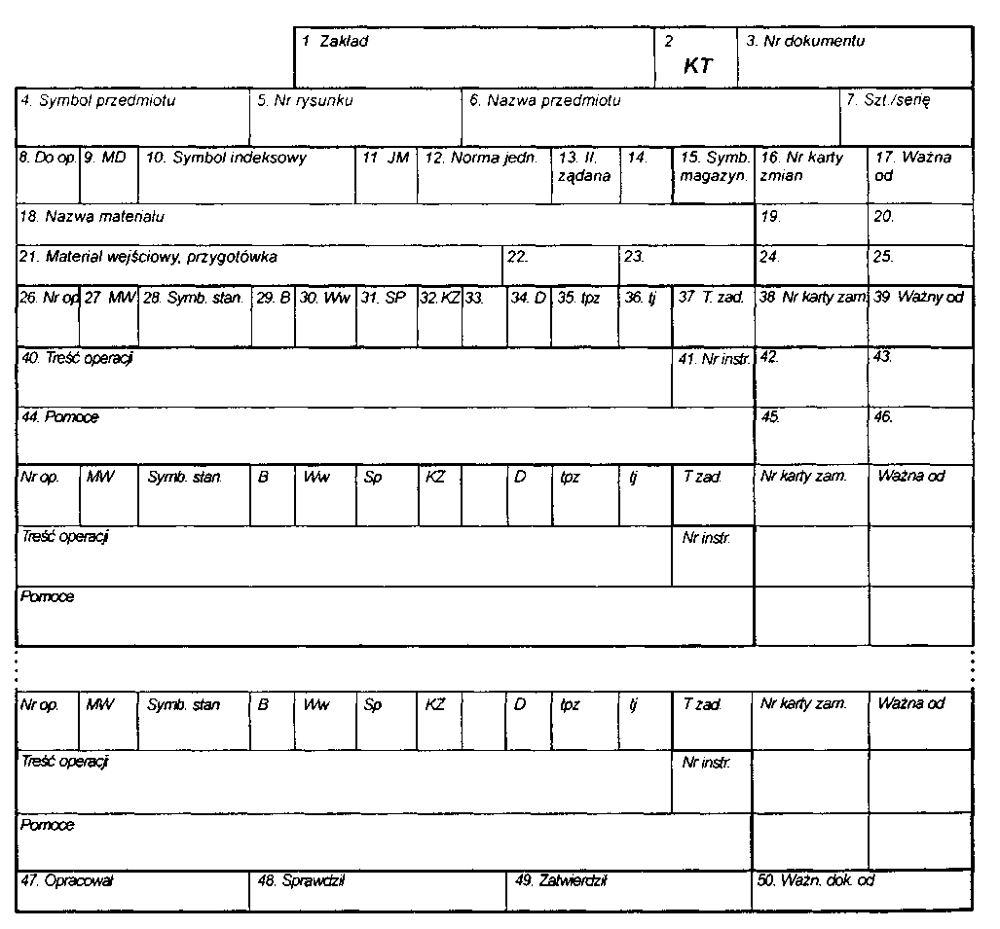 1 Zakład 2 3. Nr dokumentu
KT
4. Symbol przedmiotu 5. Nr rysunku 6. Nazwa przedmiotu 7. Szt./serię
8. Do op. 9. MD 10. Symbol indeksowy 11 JM 12. Norma jedn. 13. Il. 14. 15. Symb. 16. Nr karty 17. Ważna
żądana magazyn. zmian od
18. Nazwa materiału 19. 20.
21. Materiał wejściowy, przygotówka 22. 23. 24. 25.
26. Nr op 27 MW 28. Symb. stan. 29. B 30. Ww 31. SP 32. KZ 33. 34. D 35. tpz 36. tj 37 T. zad. 38 Nr karty zam. 39 Ważny od
40. Treść operacji 41. Nr instr. 42. 43.
44. Pomoce 45. 46.
Nr op. MW Symb. stan. B Ww Sp KZ D tpz tj T zad. Nr karty zam. Ważna od
Treść operacji Nr instr.
Pomoce
Nr op. MW Symb. stan B Ww Sp KZ D tpz tj T zad. Nr karty zam. Ważna od
Treść operacji Nr instr.
Pomoce
47. Opracował 48. Sprawdził 49. Zatwierdził 50. Ważn. dok. od